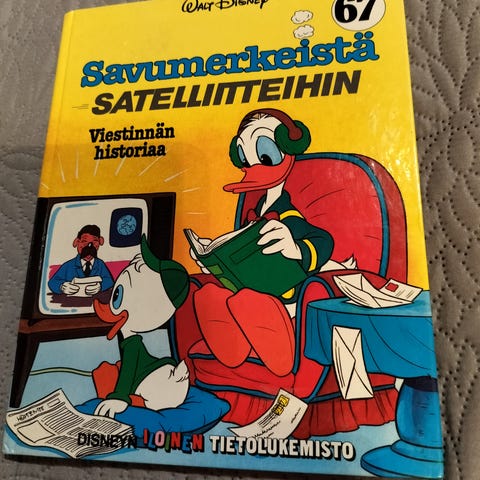 WALT DISNEY
67
Savumerkeistä
SATELLIITTEIHIN
Viestinnän
historiaa
DISNEYN ILOINEN TIETOLUKEMISTO